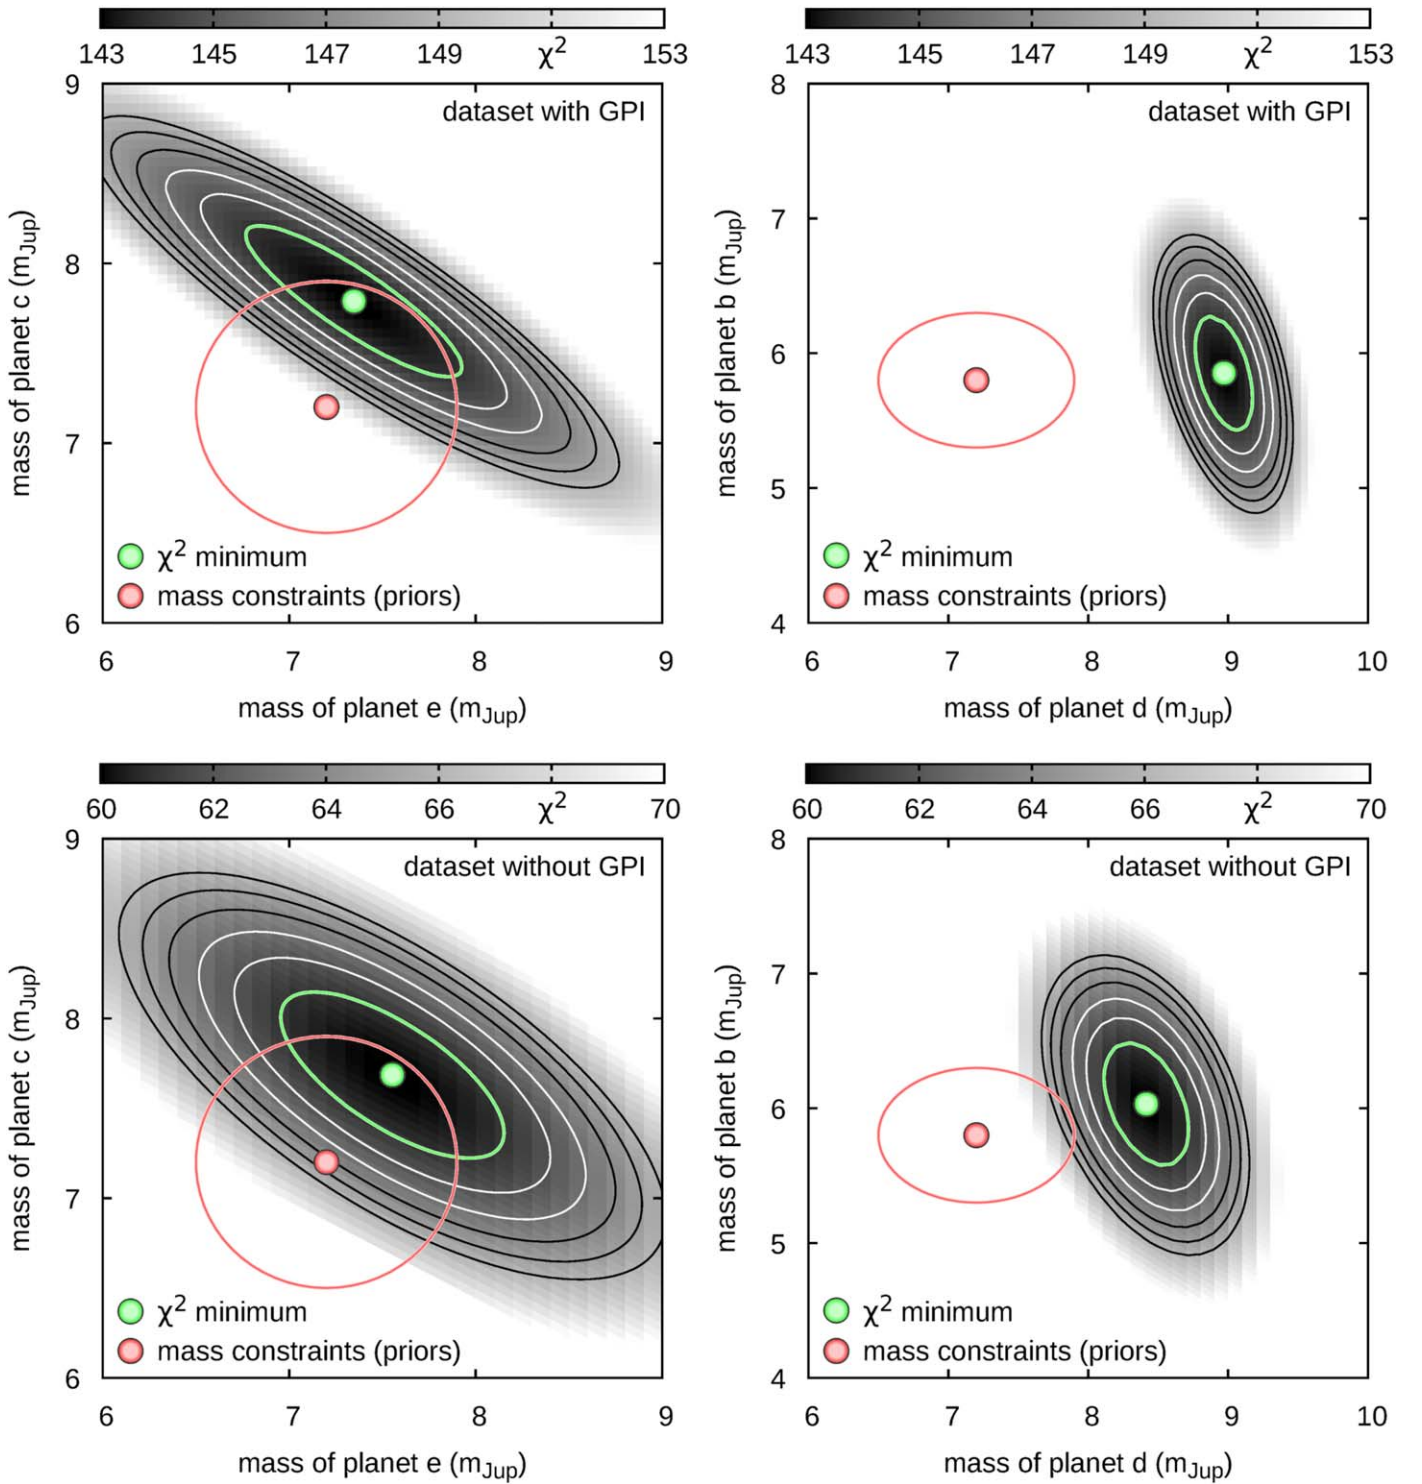 143 145 147 149 χ² 153
9 dataset with GPI
8
7
6
mass of planet c (mJup)
χ² minimum
mass constraints (priors)
6 7 8 9
mass of planet e (mJup)
143 145 147 149 χ² 153
8 dataset with GPI
7
6
5
4
mass of planet b (mJup)
χ² minimum
mass constraints (priors)
6 7 8 9 10
mass of planet d (mJup)
60 62 64 66 χ² 70
9 dataset without GPI
8
7
6
mass of planet c (mJup)
χ² minimum
mass constraints (priors)
6 7 8 9
mass of planet e (mJup)
60 62 64 66 χ² 70
8 dataset without GPI
7
6
5
4
mass of planet b (mJup)
χ² minimum
mass constraints (priors)
6 7 8 9 10
mass of planet d (mJup)